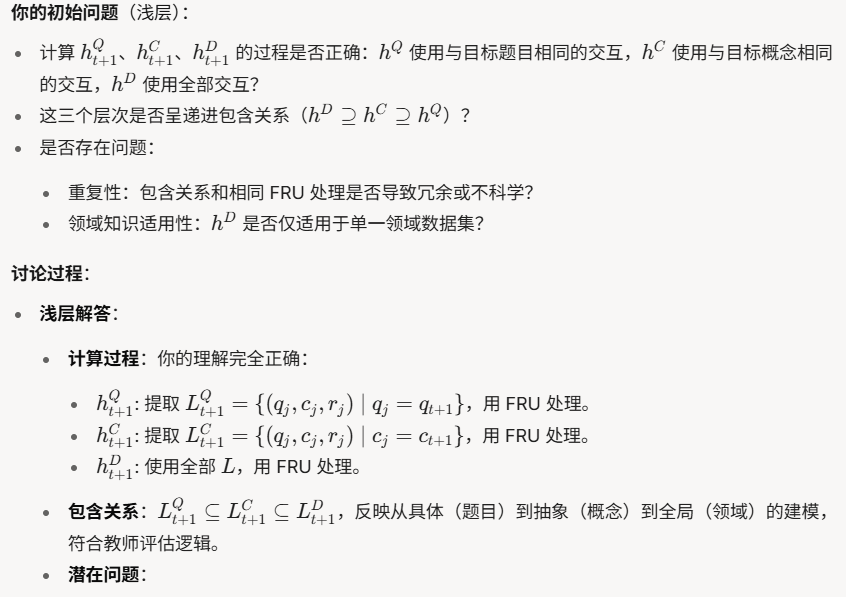 你的初始问题（浅层）：
• 计算 $h_{t+1}^Q$、$h_{t+1}^C$、$h_{t+1}^D$ 的过程是否正确：$h^Q$ 使用与目标题目相同的交互，$h^C$ 使用与目标概念相同
的交互，$h^D$ 使用全部交互？
• 这三个层次是否呈递进包含关系（$h^D \supseteq h^C \supseteq h^Q$）？
• 是否存在问题：
• 重复性：包含关系和相同 FRU 处理是否导致冗余或不科学？
• 领域知识适用性：$h^D$ 是否仅适用于单一领域数据集？
讨论过程：
• 浅层解答：
• 计算过程：你的理解完全正确：
• $h_{t+1}^Q$: 提取 $L_{t+1}^Q = \{(q_j, c_j, r_j) \mid q_j = q_{t+1}\}$，用 FRU 处理。
• $h_{t+1}^C$: 提取 $L_{t+1}^C = \{(q_j, c_j, r_j) \mid c_j = c_{t+1}\}$，用 FRU 处理。
• $h_{t+1}^D$: 使用全部 $L$，用 FRU 处理。
• 包含关系：$L_{t+1}^Q \subseteq L_{t+1}^C \subseteq L_{t+1}^D$，反映从具体（题目）到抽象（概念）到全局（领域）的建模，
符合教师评估逻辑。
• 潜在问题：